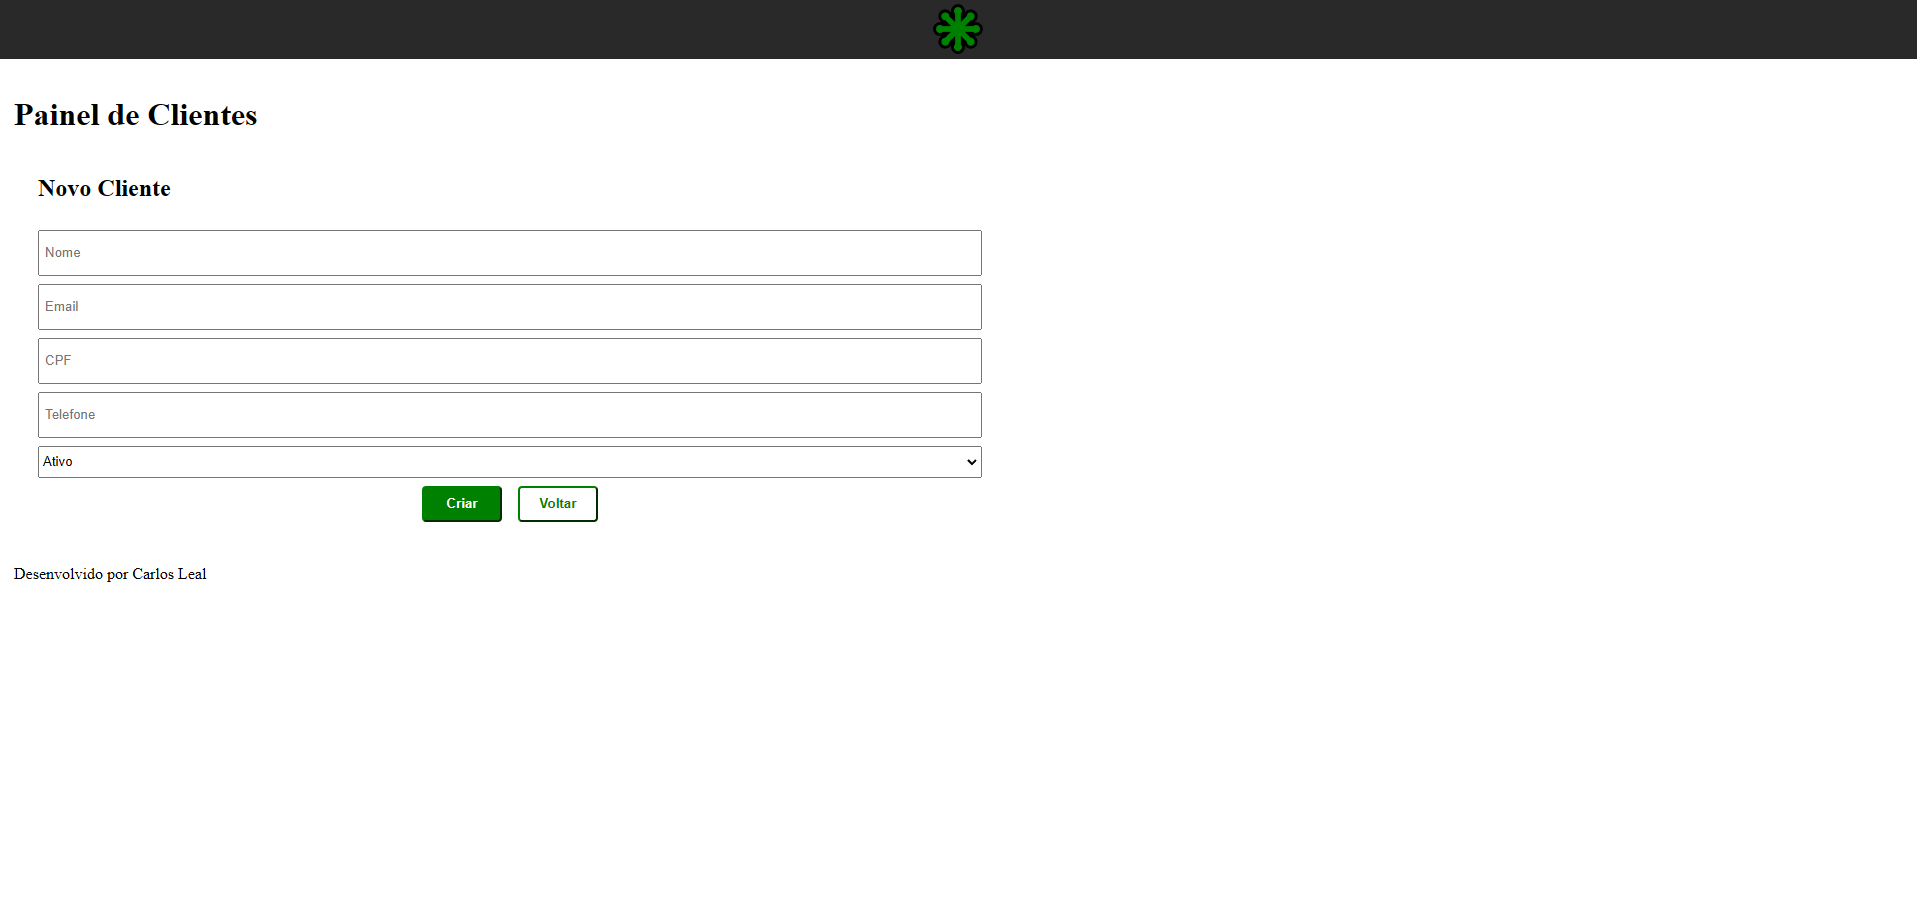 Painel de Clientes
Novo Cliente
Nome
Email
CPF
Telefone
Ativo
Criar Voltar
Desenvolvido por Carlos Leal